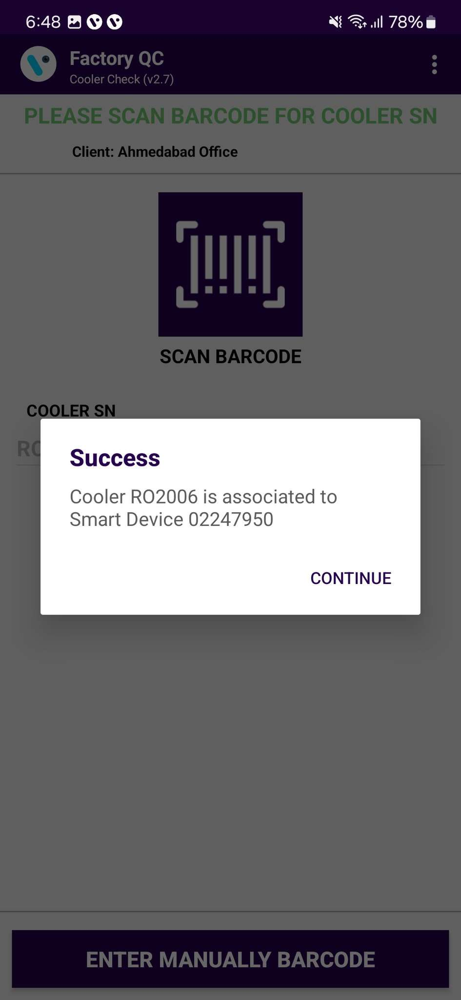 6:48
78%
Factory QC
Cooler Check (v2.7)
PLEASE SCAN BARCODE FOR COOLER SN
Client: Ahmedabad Office
SCAN BARCODE
COOLER SN
Success
Cooler RO2006 is associated to
Smart Device 02247950
CONTINUE
ENTER MANUALLY BARCODE